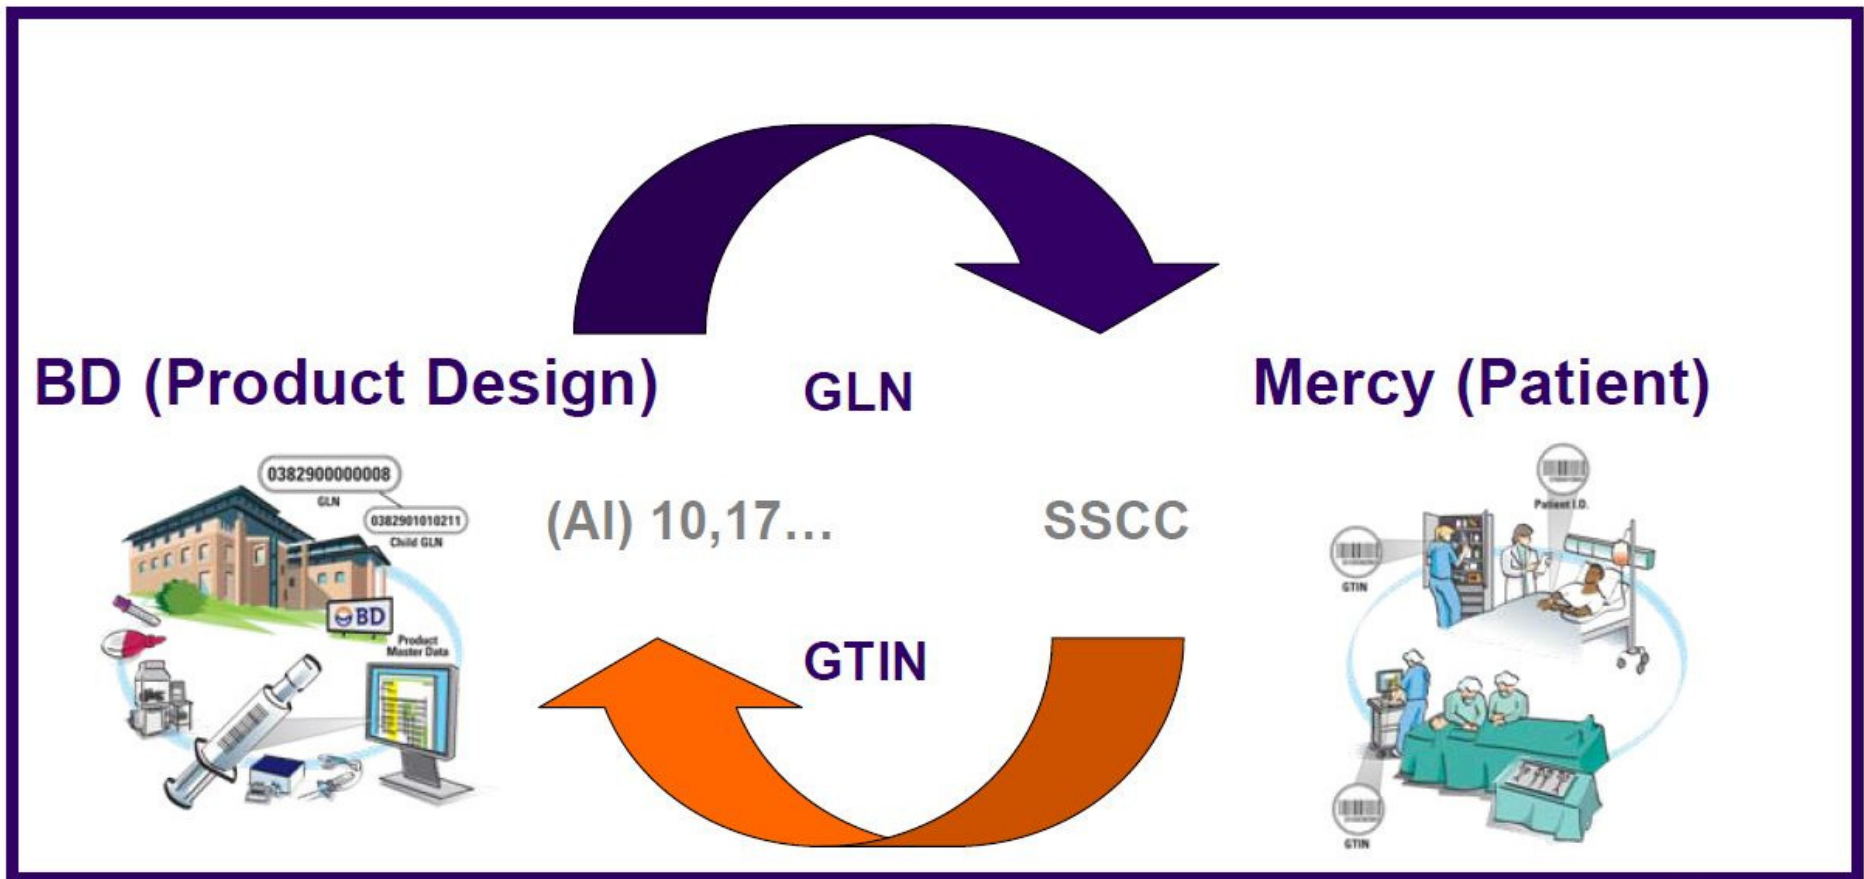 BD (Product Design)
GLN
Mercy (Patient)
0382900000008
GLN
0382901010211
Child GLN
(AI) 10,17…
SSCC
Patient I.D.
GTIN
BD
Product
Master Data
GTIN
GTIN